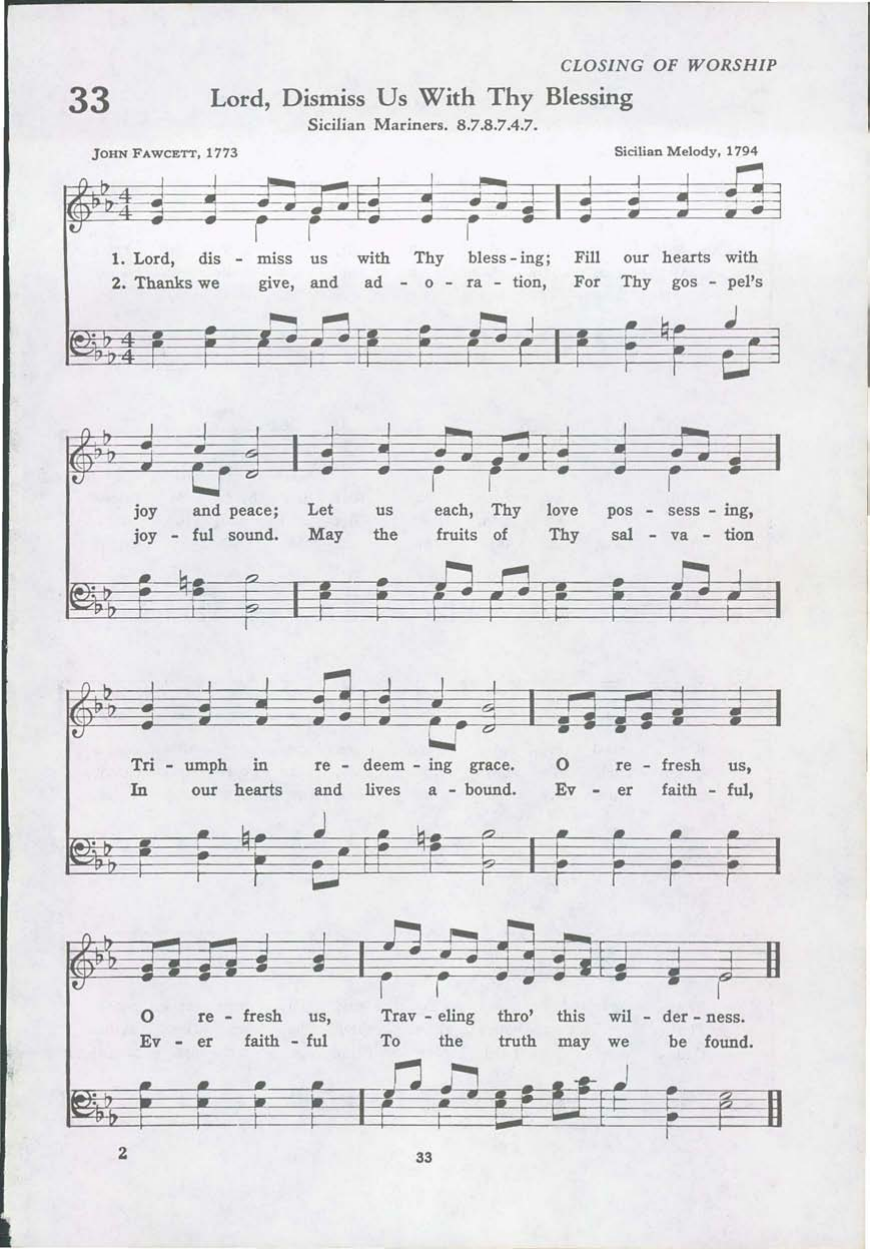 CLOSING OF WORSHIP
33 Lord, Dismiss Us With Thy Blessing
Sicilian Mariners. 8.7.8.7.4.7.
JOHN FAWCETT, 1773 Sicilian Melody, 1794
1. Lord, dis - miss us with Thy bless - ing; Fill our hearts with
2. Thanks we give, and ad - o - ra - tion, For Thy gos - pel's
joy and peace; Let us each, Thy love pos - sess - ing,
joy - ful sound. May the fruits of Thy sal - va - tion
Tri - umph in re - deem - ing grace. O re - fresh us,
In our hearts and lives a - bound. Ev - er faith - ful,
O re - fresh us, Trav - eling thro' this wil - der - ness.
Ev - er faith - ful To the truth may we be found.
2 33